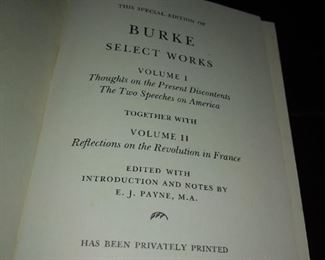 THIS SPECIAL EDITION OF
BURKE
SELECT WORKS
VOLUME I
Thoughts on the Present Discontents
The Two Speeches on America
TOGETHER WITH
VOLUME II
Reflections on the Revolution in France
EDITED WITH
INTRODUCTION AND NOTES BY
E. J. PAYNE, M.A.
HAS BEEN PRIVATELY PRINTED